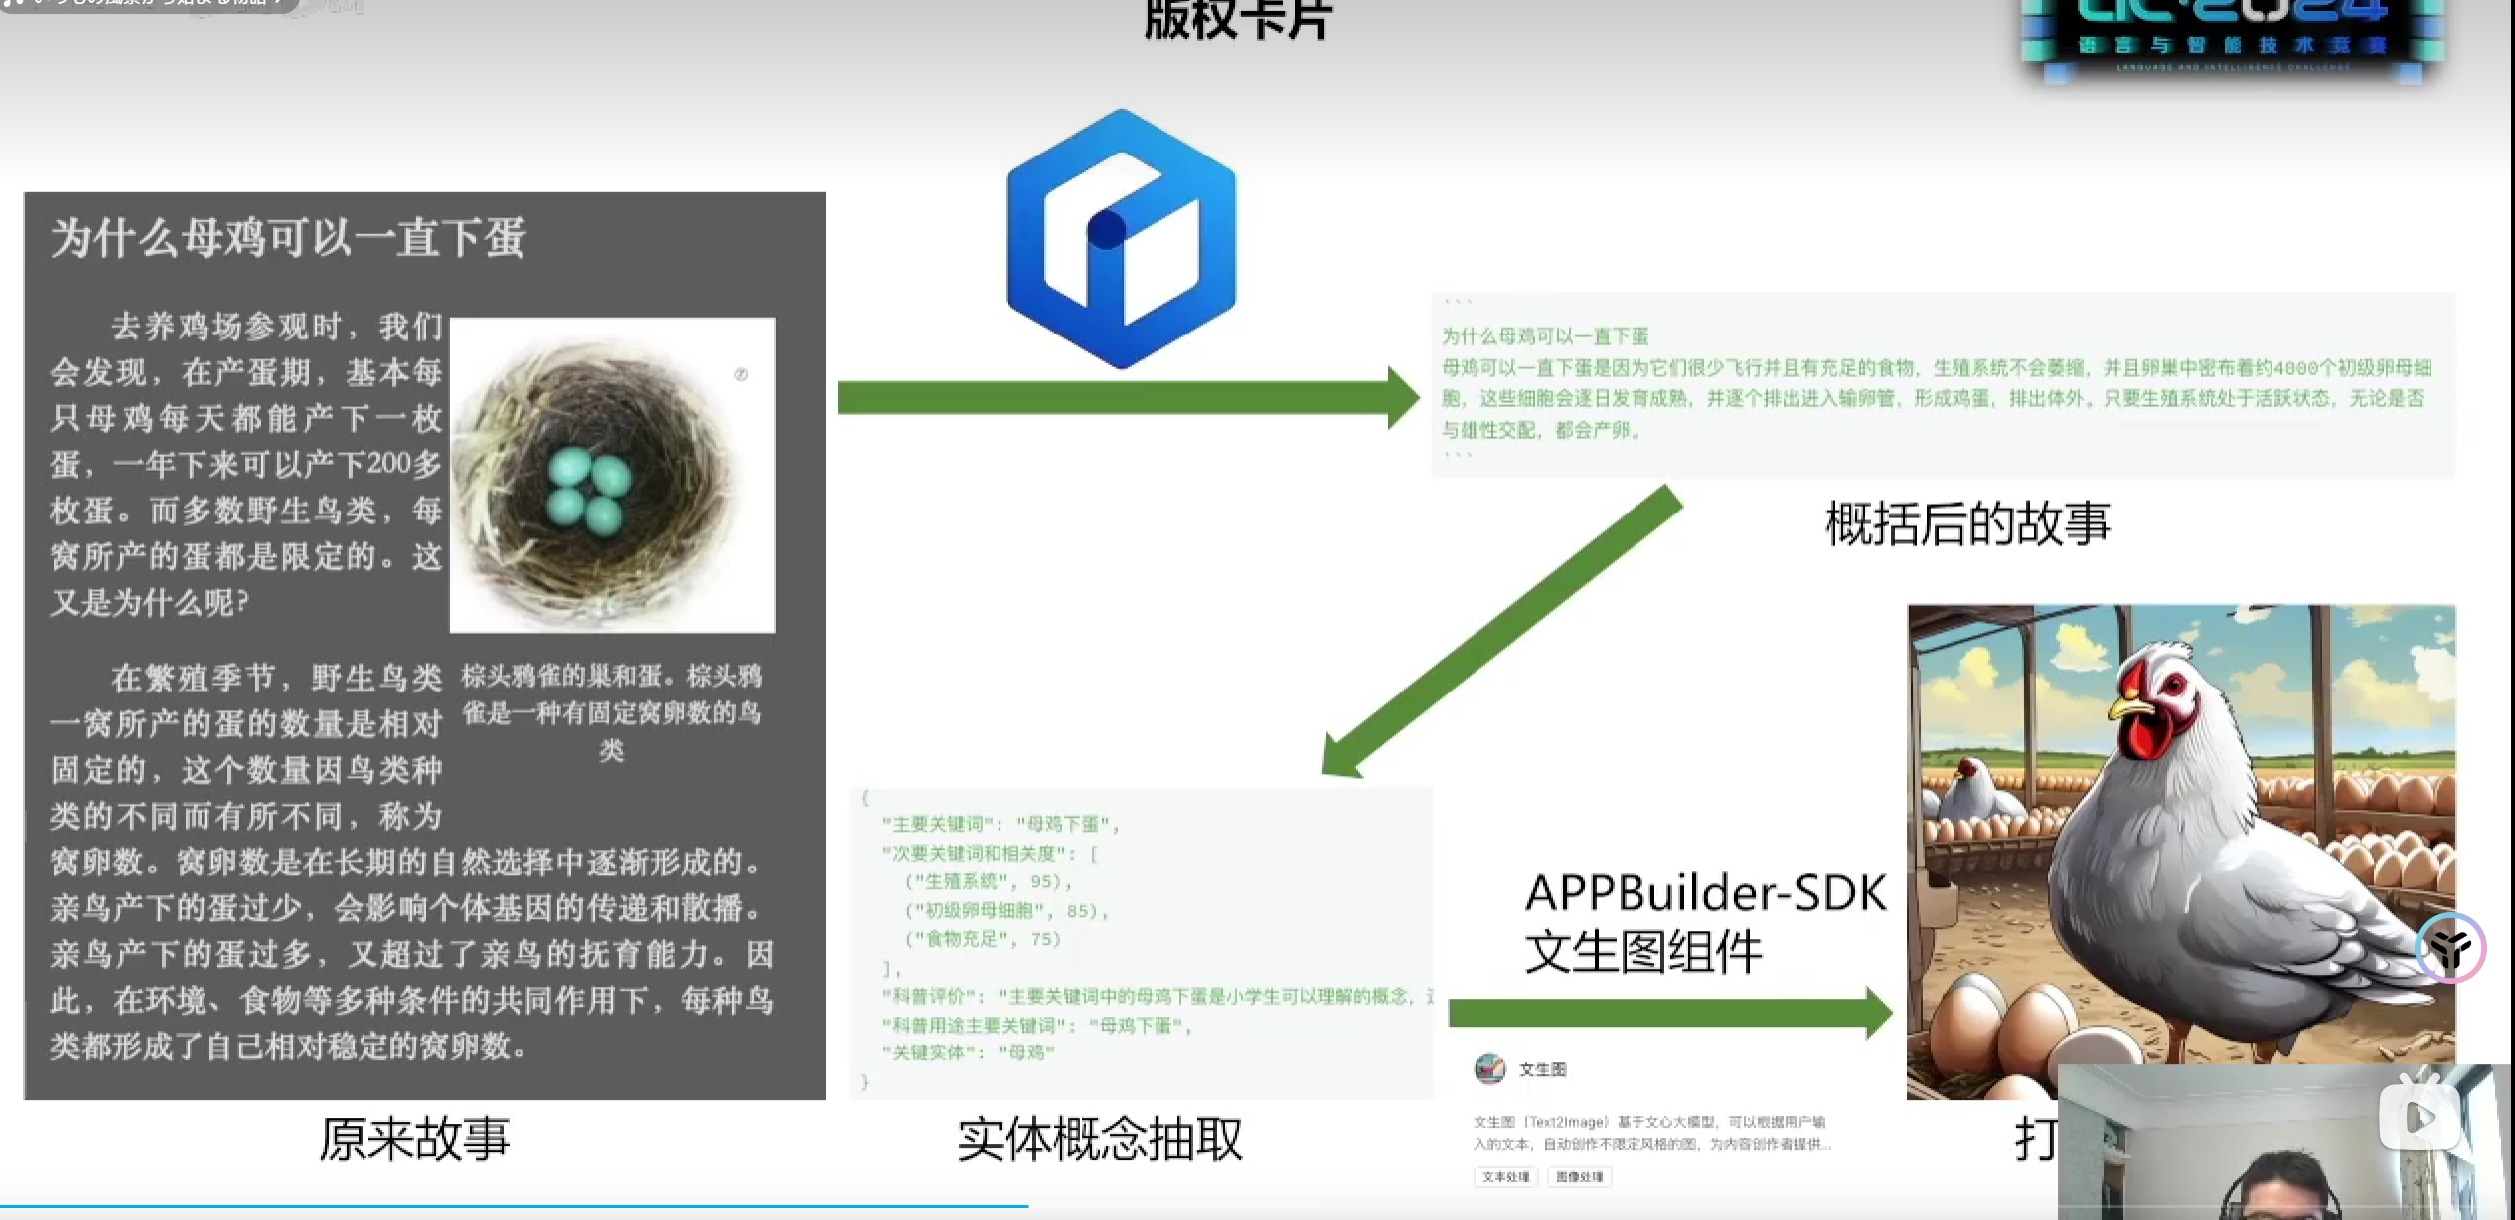 版权卡片
LIC·2024
语言与智能技术竞赛
LANGUAGE AND INTELLIGENCE CHALLENGE
为什么母鸡可以一直下蛋
去养鸡场参观时，我们
会发现，在产蛋期，基本每
只母鸡每天都能产下一枚
蛋，一年下来可以产下200多
枚蛋。而多数野生鸟类，每
窝所产的蛋都是限定的。这
又是为什么呢?
在繁殖季节，野生鸟类
一窝所产的蛋的数量是相对
固定的，这个数量因鸟类种
类的不同而有所不同，称为
窝卵数。窝卵数是在长期的自然选择中逐渐形成的。
亲鸟产下的蛋过少，会影响个体基因的传递和散播。
亲鸟产下的蛋过多，又超过了亲鸟的抚育能力。因
此，在环境、食物等多种条件的共同作用下，每种鸟
类都形成了自己相对稳定的窝卵数。
棕头鸦雀的巢和蛋。棕头鸦
雀是一种有固定窝卵数的鸟
类
原来故事
```
为什么母鸡可以一直下蛋
母鸡可以一直下蛋是因为它们很少飞行并且有充足的食物，生殖系统不会萎缩，并且卵巢中密布着约4000个初级卵母细
胞，这些细胞会逐日发育成熟，并逐个排出进入输卵管，形成鸡蛋，排出体外。只要生殖系统处于活跃状态，无论是否
与雄性交配，都会产卵。
```
概括后的故事
{
"主要关键词": "母鸡下蛋",
"次要关键词和相关度": [
("生殖系统", 95),
("初级卵母细胞", 85),
("食物充足", 75)
],
"科普评价": "主要关键词中的母鸡下蛋是小学生可以理解的概念，
"科普用途主要关键词": "母鸡下蛋",
"关键实体": "母鸡"
}
实体概念抽取
APPBuilder-SDK
文生图组件
文生图
文生图（Text2Image）基于文心大模型，可以根据用户输
入的文本，自动创作不限定风格的图，为内容创作者提供...
文本处理
图像处理
打